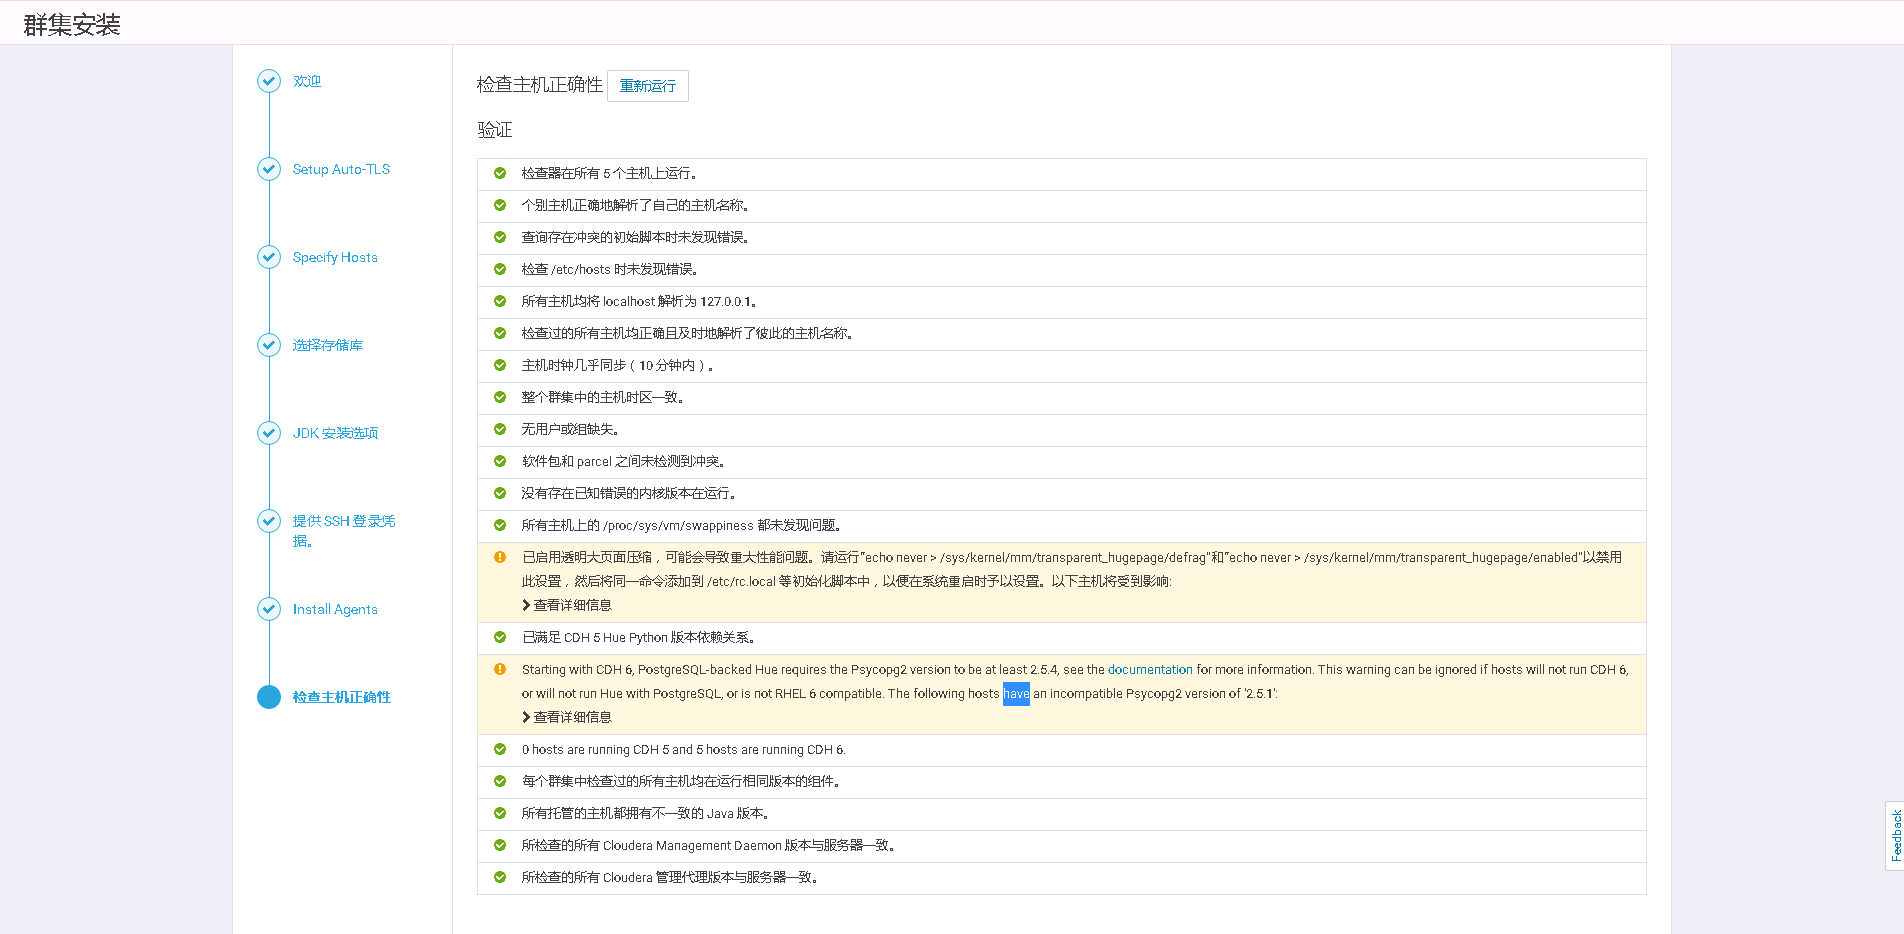 群集安装
欢迎
Setup Auto-TLS
Specify Hosts
选择存储库
JDK 安装选项
提供 SSH 登录凭
据。
Install Agents
检查主机正确性
检查主机正确性 重新运行
验证
检查器在所有 5 个主机上运行。
个别主机正确地解析了自己的主机名称。
查询存在冲突的初始脚本时未发现错误。
检查 /etc/hosts 时未发现错误。
所有主机均将 localhost 解析为 127.0.0.1。
检查过的所有主机均正确且及时地解析了彼此的主机名称。
主机时钟几乎同步（10 分钟内）。
整个群集中的主机时区一致。
无用户或组缺失。
软件包和 parcel 之间未检测到冲突。
没有存在已知错误的内核版本在运行。
所有主机上的 /proc/sys/vm/swappiness 都未发现问题。
已启用透明大页面压缩，可能会导致重大性能问题。请运行"echo never > /sys/kernel/mm/transparent_hugepage/defrag"和"echo never > /sys/kernel/mm/transparent_hugepage/enabled"以禁用
此设置，然后将同一命令添加到 /etc/rc.local 等初始化脚本中，以便在系统重启时予以设置。以下主机将受到影响:
查看详细信息
已满足 CDH 5 Hue Python 版本依赖关系。
Starting with CDH 6, PostgreSQL-backed Hue requires the Psycopg2 version to be at least 2.5.4, see the documentation for more information. This warning can be ignored if hosts will not run CDH 6,
or will not run Hue with PostgreSQL, or is not RHEL 6 compatible. The following hosts have an incompatible Psycopg2 version of '2.5.1':
查看详细信息
0 hosts are running CDH 5 and 5 hosts are running CDH 6.
每个群集中检查过的所有主机均在运行相同版本的组件。
所有托管的主机都拥有不一致的 Java 版本。
所检查的所有 Cloudera Management Daemon 版本与服务器一致。
所检查的所有 Cloudera 管理代理版本与服务器一致。
Feedback